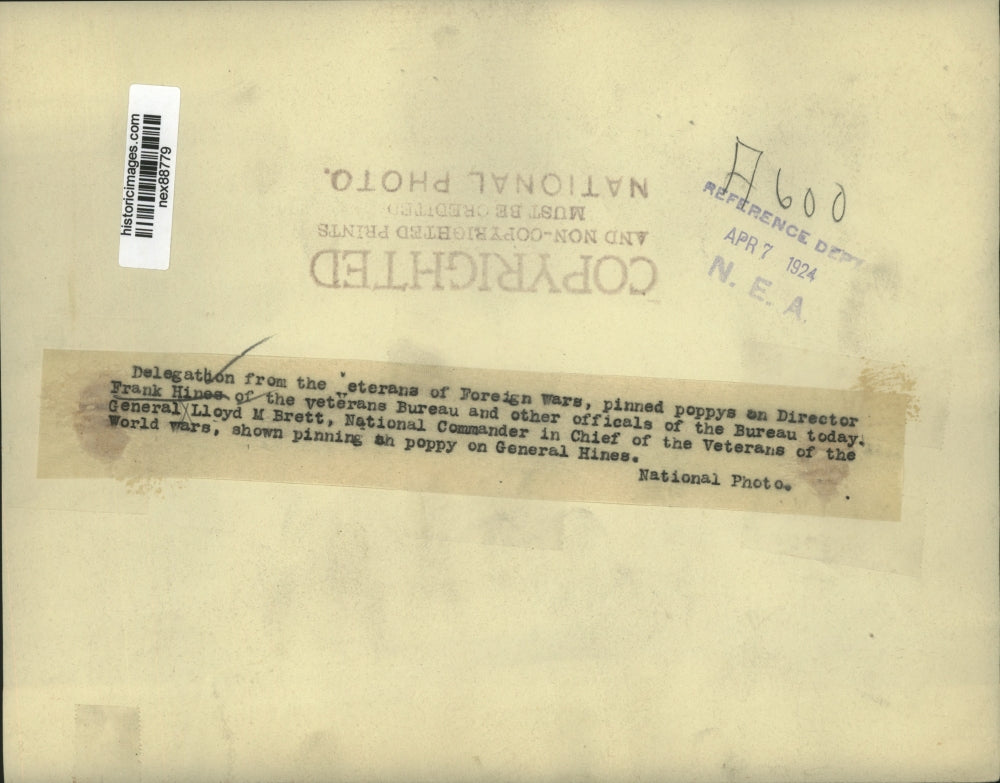 historicimages.com
nex88779
NATIONAL PHOTO.
MUST BE CREDITED
AND NON-COPYRIGHTED PRINTS
COPYRIGHTED
A 600
REFERENCE DEPT
APR 7 1924
N. E. A.
Delegation from the Veterans of Foreign Wars, pinned poppys on Director
Frank Hines of the veterans Bureau and other officals of the Bureau today.
General Lloyd M Brett, National Commander in Chief of the Veterans of the
World wars, shown pinning ah poppy on General Hines.
National Photo.